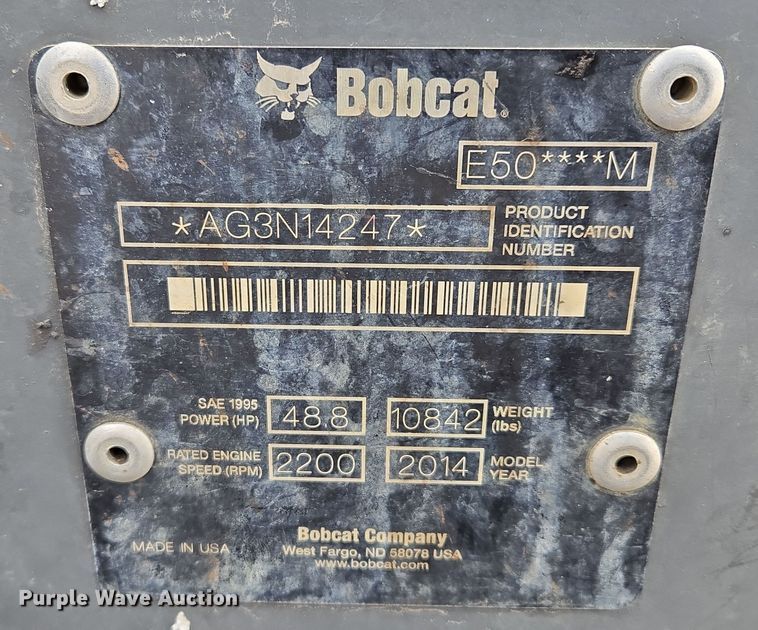 Bobcat®
E50****M
*AG3N14247*
PRODUCT
IDENTIFICATION
NUMBER
SAE 1995
POWER (HP)
48.8
10842
WEIGHT
(lbs)
RATED ENGINE
SPEED (RPM)
2200
2014
MODEL
YEAR
Bobcat Company
MADE IN USA
West Fargo, ND 58078 USA
www.bobcat.com
Purple Wave Auction